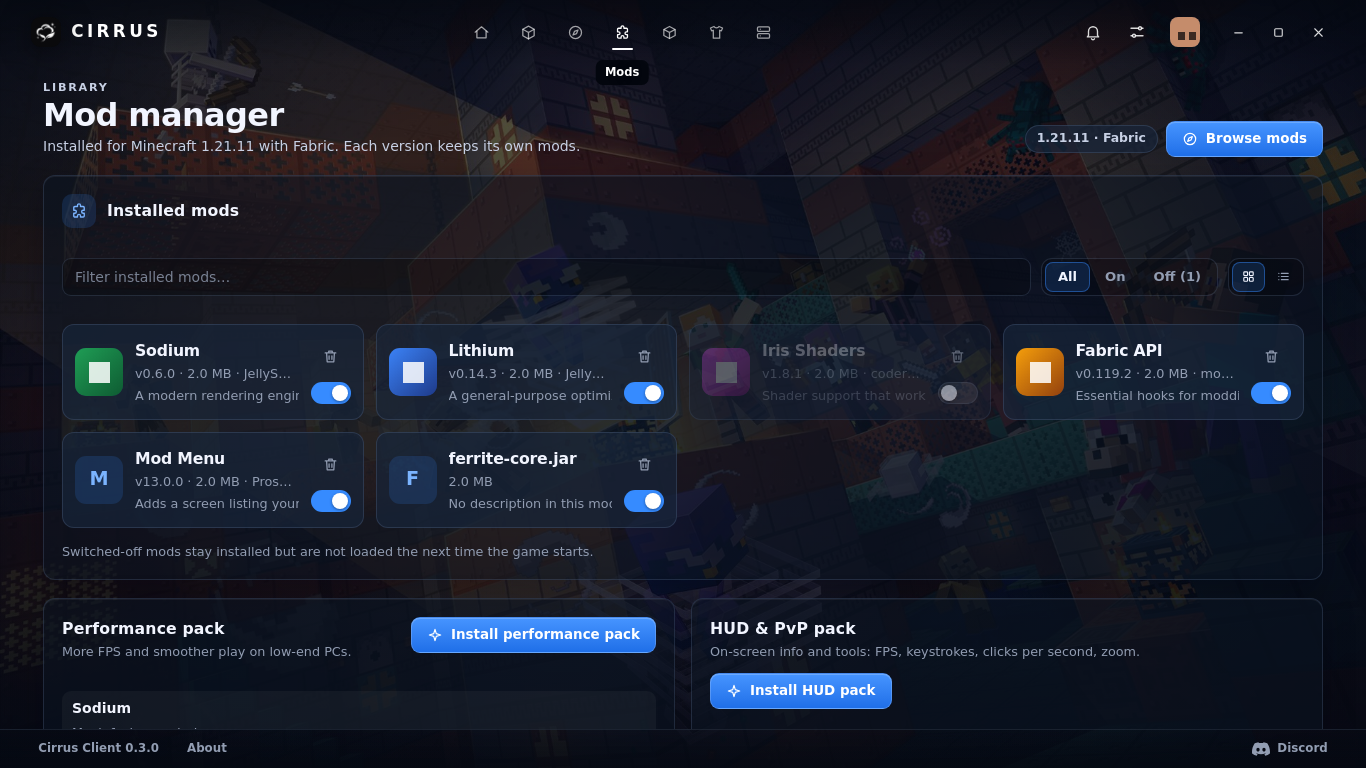 CIRRUS
Mods
LIBRARY
Mod manager
Installed for Minecraft 1.21.11 with Fabric. Each version keeps its own mods.
1.21.11 · Fabric
Browse mods
Installed mods
Filter installed mods...
All On Off (1)
Sodium
v0.6.0 · 2.0 MB · JellyS...
A modern rendering engin
Lithium
v0.14.3 · 2.0 MB · Jelly...
A general-purpose optimi
Iris Shaders
v1.8.1 · 2.0 MB · coder...
Shader support that work
Fabric API
v0.119.2 · 2.0 MB · mo...
Essential hooks for moddi
M
Mod Menu
v13.0.0 · 2.0 MB · Pros...
Adds a screen listing your
F
ferrite-core.jar
2.0 MB
No description in this mod
Switched-off mods stay installed but are not loaded the next time the game starts.
Performance pack
More FPS and smoother play on low-end PCs.
Install performance pack
Sodium
HUD & PvP pack
On-screen info and tools: FPS, keystrokes, clicks per second, zoom.
Install HUD pack
Cirrus Client 0.3.0
About
Discord